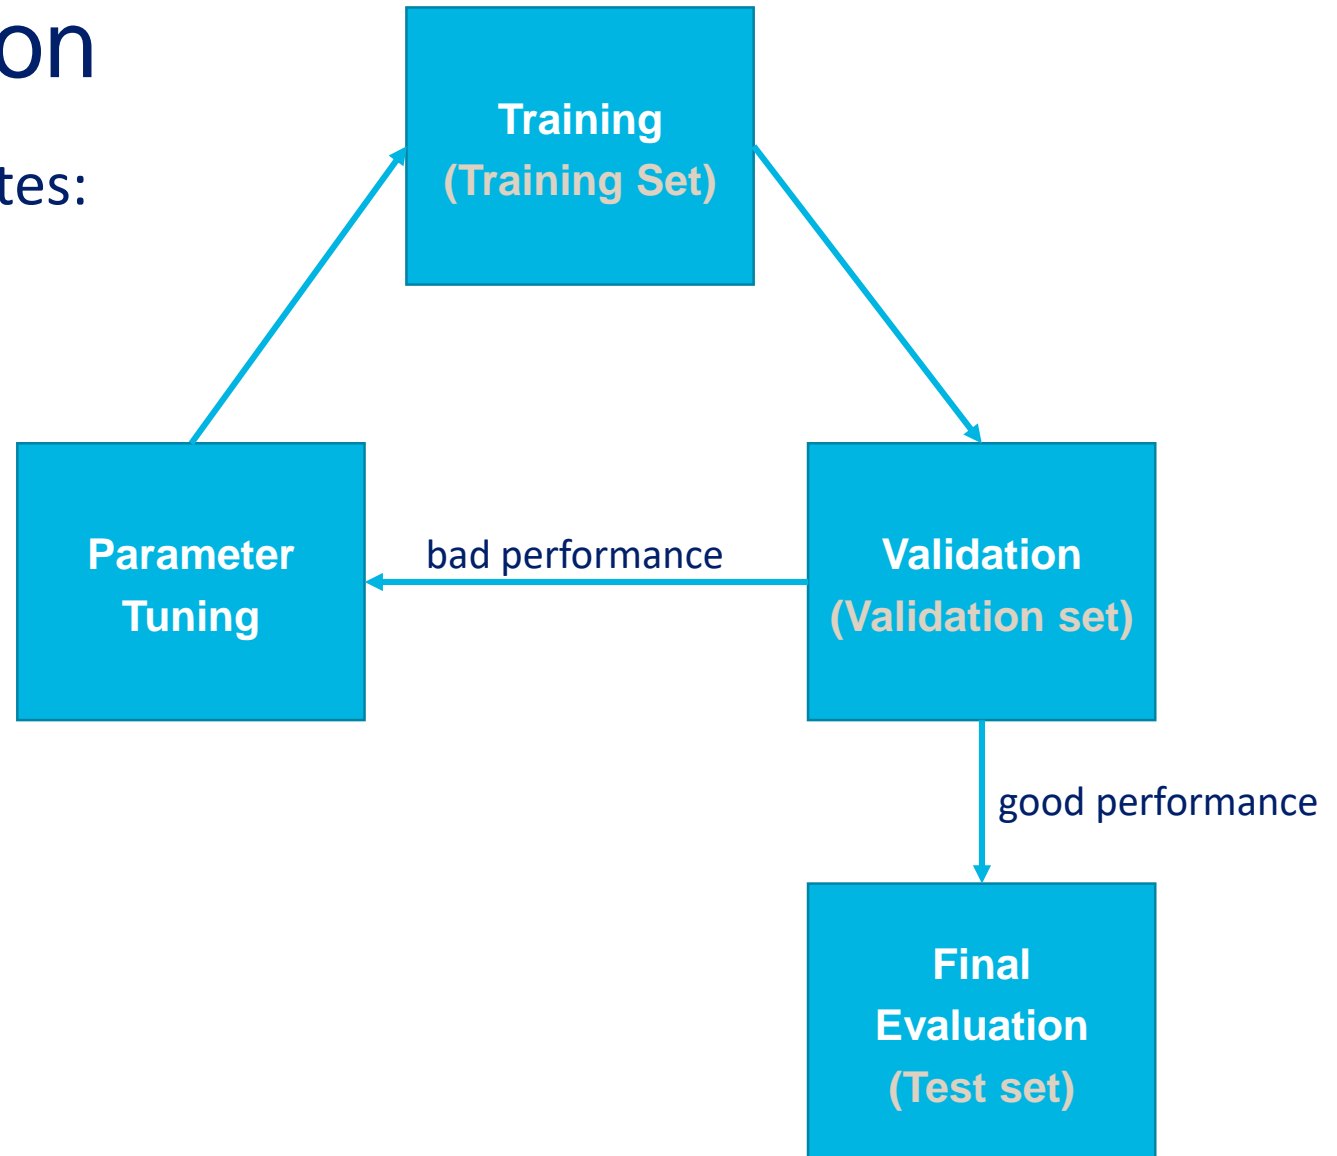 on
tes:
Training
(Training Set)
Parameter
Tuning
bad performance
Validation
(Validation set)
good performance
Final
Evaluation
(Test set)